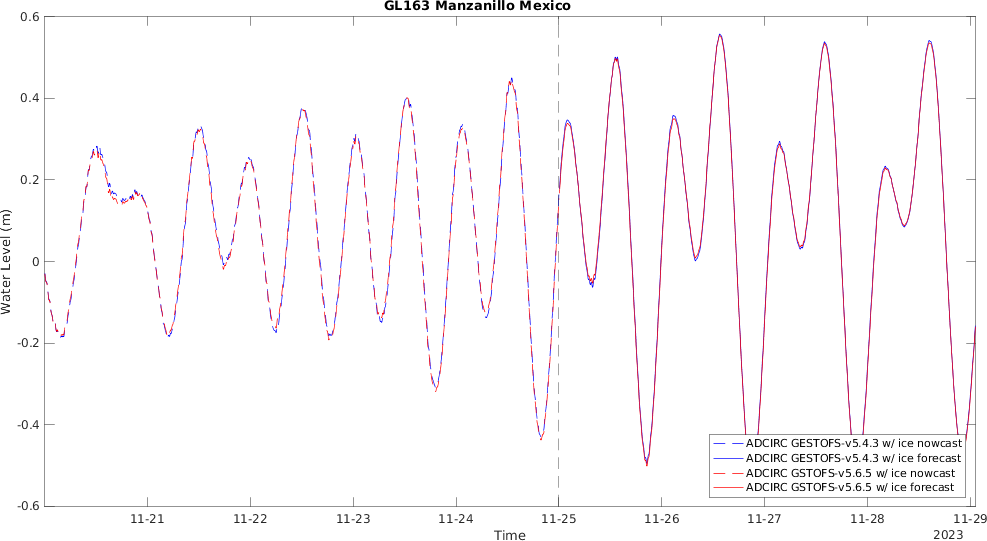 GL163 Manzanillo Mexico
0.6
0.4
0.2
0
-0.2
-0.4
-0.6
Water Level (m)
11-21
11-22
11-23
11-24
11-25
11-26
11-27
11-28
11-29
Time
2023
ADCIRC GESTOFS-v5.4.3 w/ ice nowcast
ADCIRC GESTOFS-v5.4.3 w/ ice forecast
ADCIRC GSTOFS-v5.6.5 w/ ice nowcast
ADCIRC GSTOFS-v5.6.5 w/ ice forecast